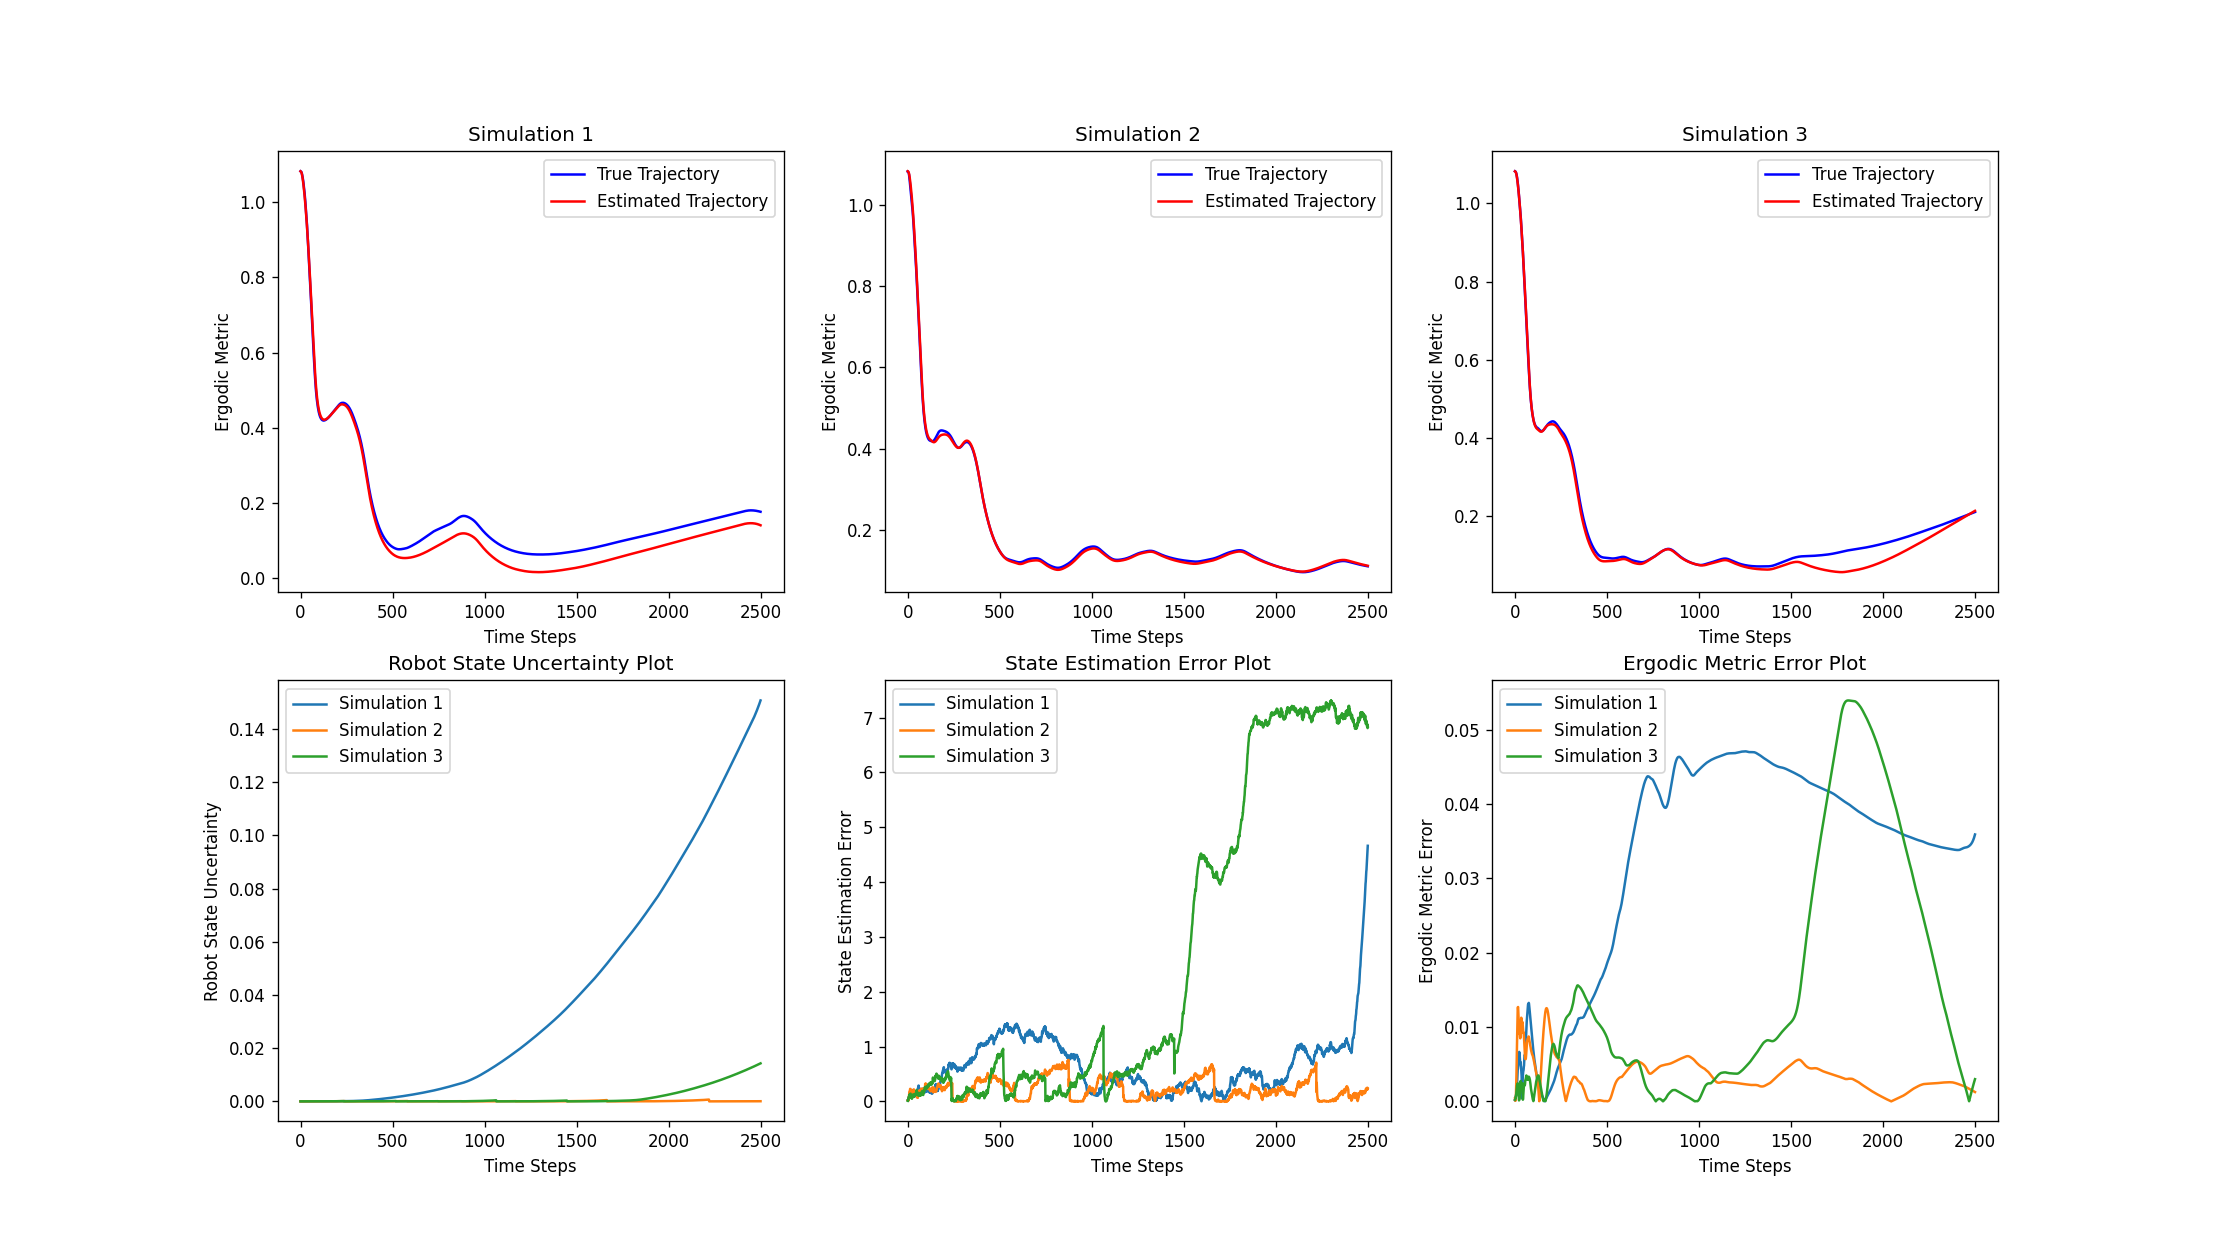 Simulation 1
Ergodic Metric
1.0
0.8
0.6
0.4
0.2
0.0
True Trajectory
Estimated Trajectory
0 500 1000 1500 2000 2500
Time Steps
Simulation 2
Ergodic Metric
1.0
0.8
0.6
0.4
0.2
True Trajectory
Estimated Trajectory
0 500 1000 1500 2000 2500
Time Steps
Simulation 3
Ergodic Metric
1.0
0.8
0.6
0.4
0.2
True Trajectory
Estimated Trajectory
0 500 1000 1500 2000 2500
Time Steps
Robot State Uncertainty Plot
Robot State Uncertainty
0.14
0.12
0.10
0.08
0.06
0.04
0.02
0.00
Simulation 1
Simulation 2
Simulation 3
0 500 1000 1500 2000 2500
Time Steps
State Estimation Error Plot
State Estimation Error
7
6
5
4
3
2
1
0
Simulation 1
Simulation 2
Simulation 3
0 500 1000 1500 2000 2500
Time Steps
Ergodic Metric Error Plot
Ergodic Metric Error
0.05
0.04
0.03
0.02
0.01
0.00
Simulation 1
Simulation 2
Simulation 3
0 500 1000 1500 2000 2500
Time Steps